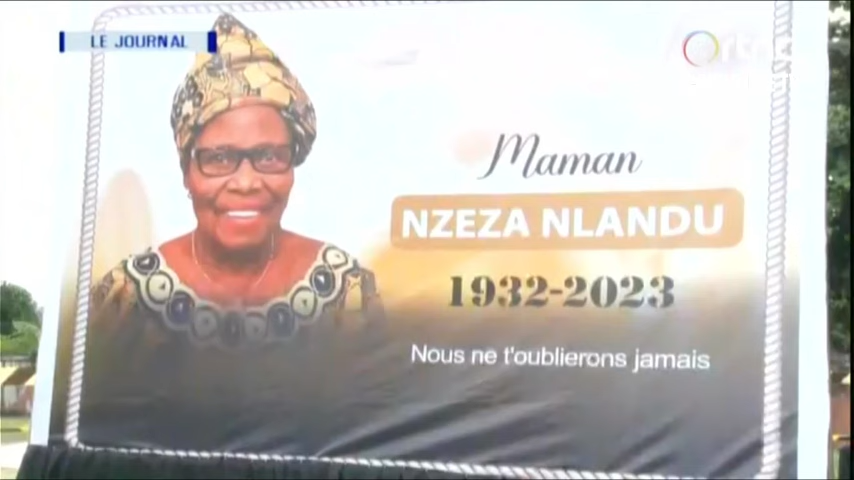 LE JOURNAL
Maman
NZEZA NLANDU
1932-2023
Nous ne t'oublierons jamais